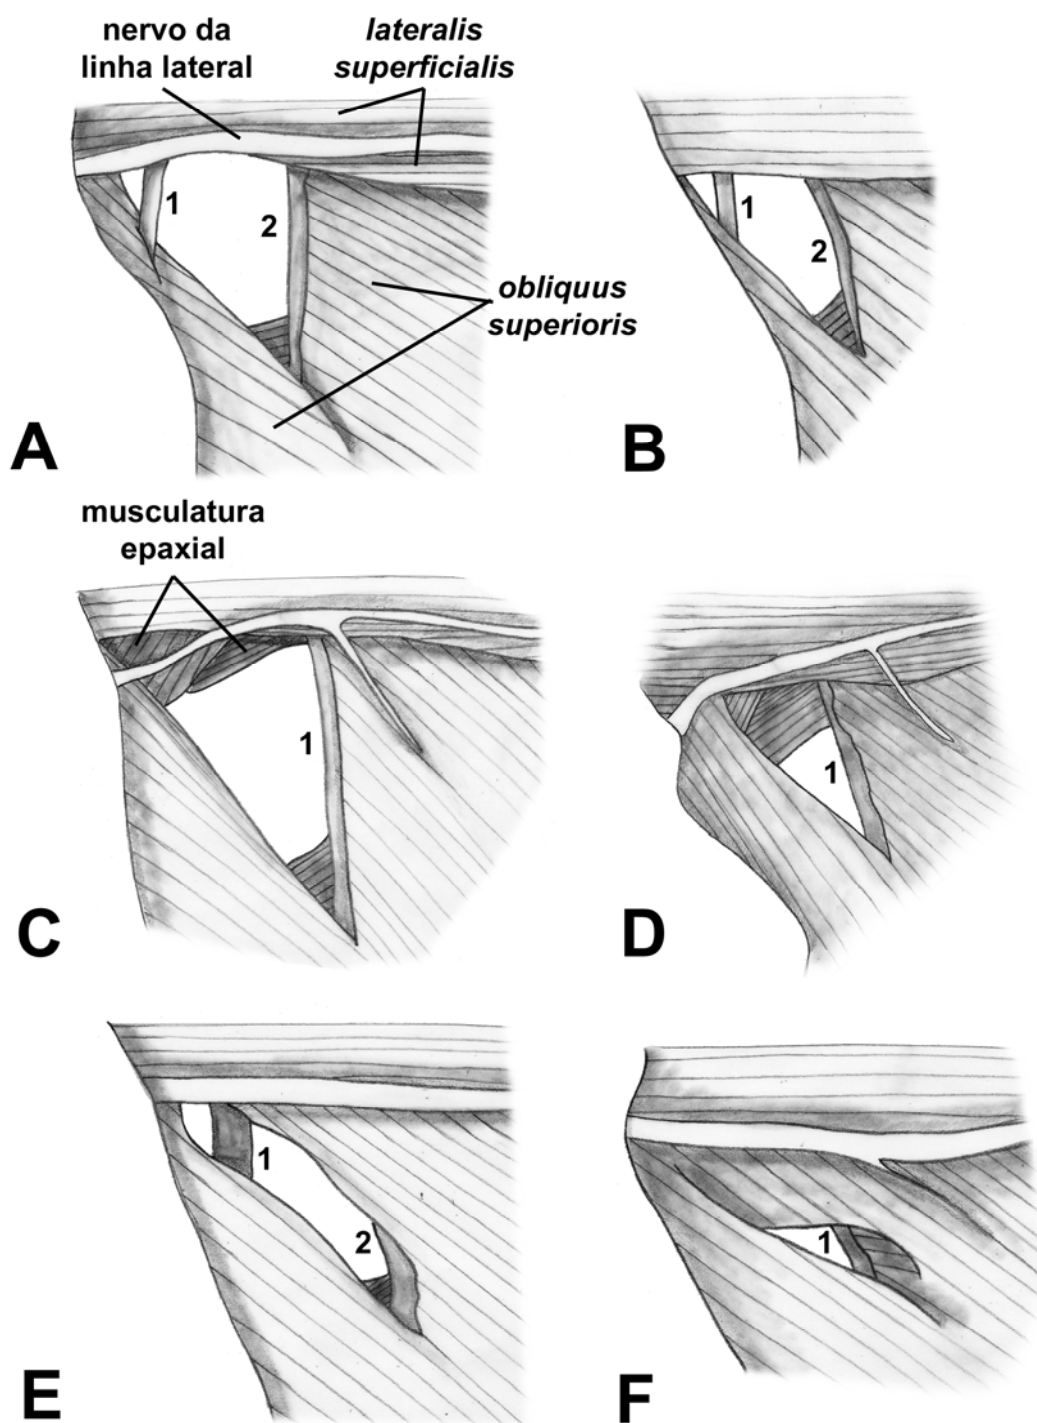 nervo da
linha lateral
lateralis
superficialis
1
2
obliquus
superioris
A
1
2
B
musculatura
epaxial
1
C
1
D
1
2
E
1
F